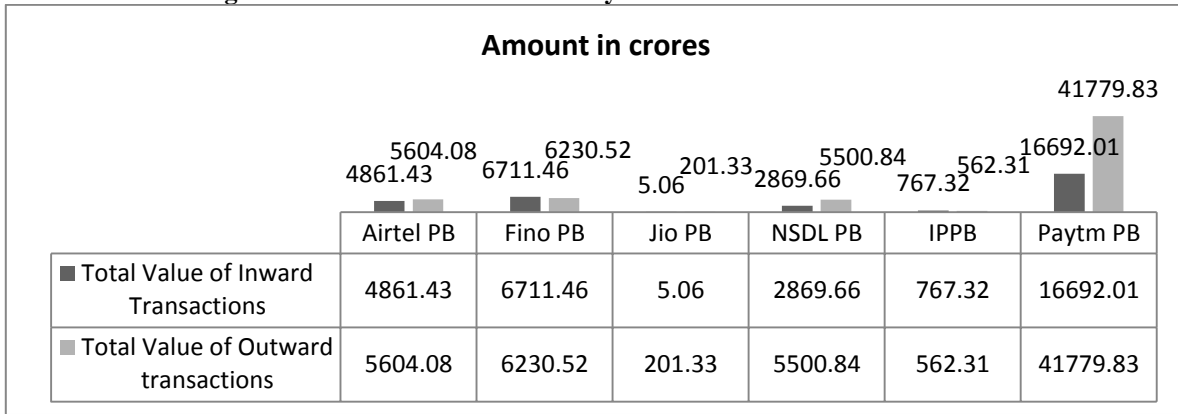 Amount in crores
41779.83
5604.08 6230.52 5500.84 16692.01
4861.43 6711.46 5.06 201.33 2869.66 767.32 562.31
Airtel PB Fino PB Jio PB NSDL PB IPPB Paytm PB
Total Value of Inward
Transactions
4861.43 6711.46 5.06 2869.66 767.32 16692.01
Total Value of Outward
transactions
5604.08 6230.52 201.33 5500.84 562.31 41779.83